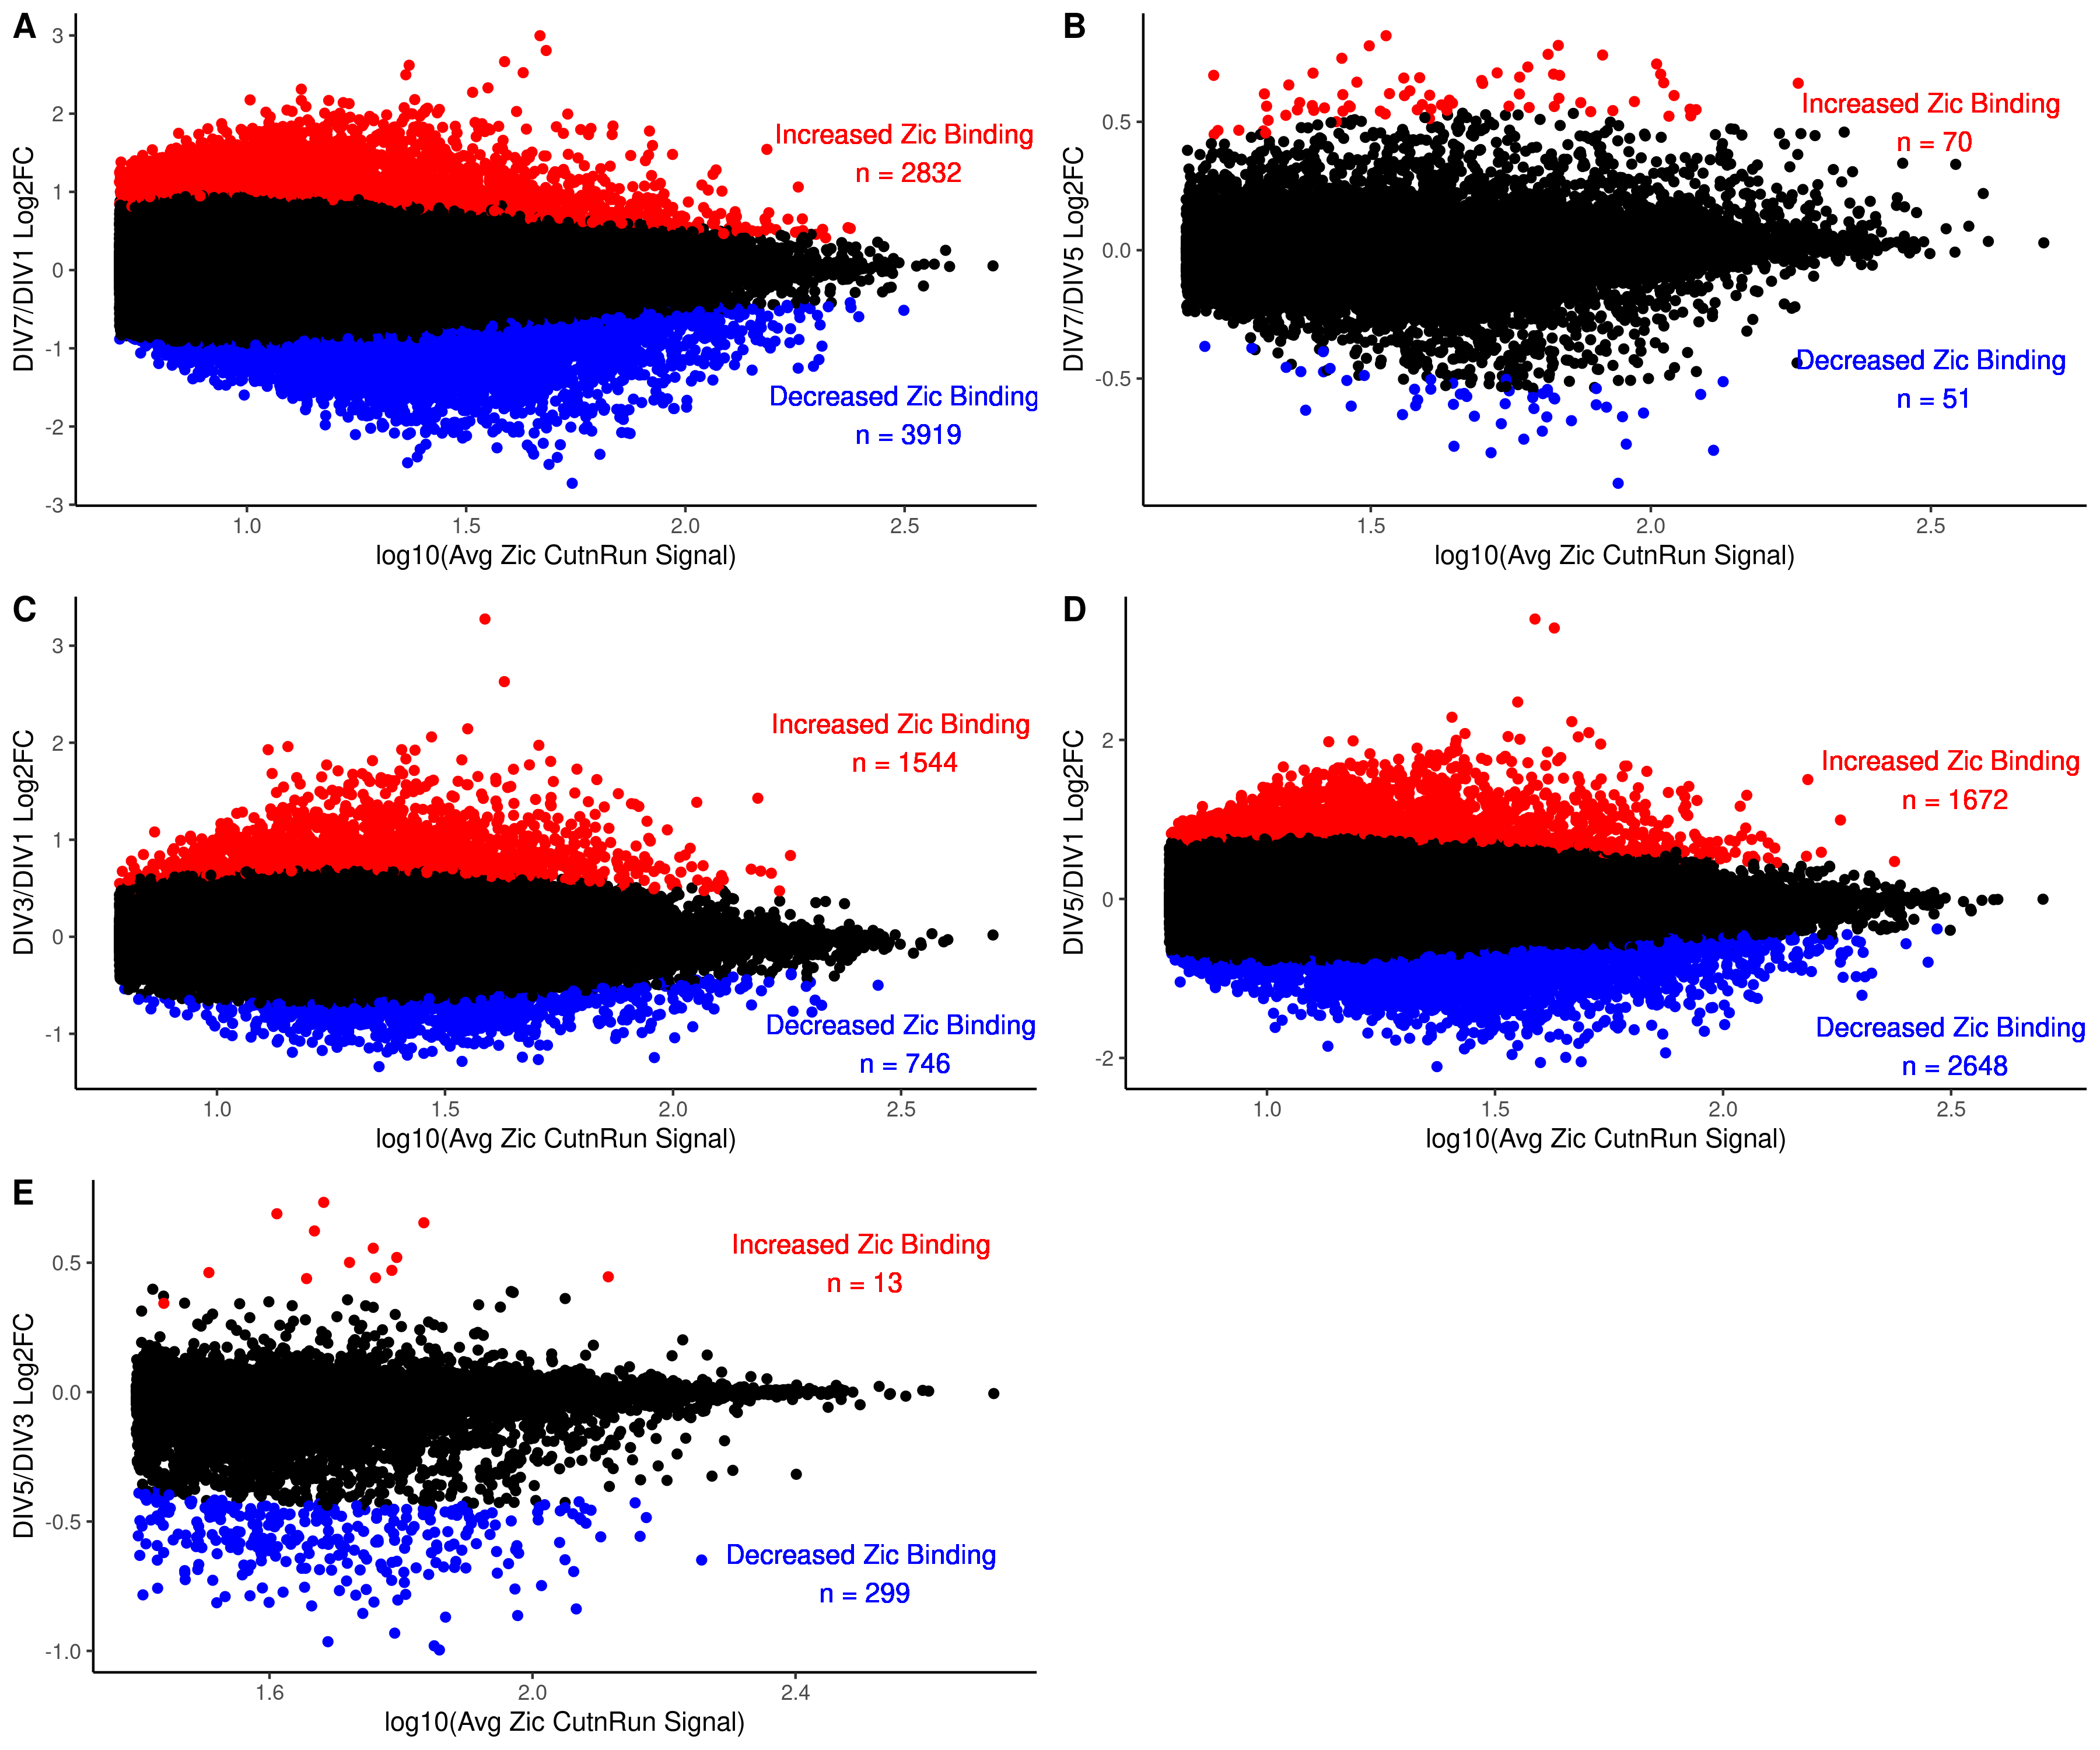 A
DIV7/DIV1 Log2FC
3
2
1
0
-1
-2
-3
Increased Zic Binding
n = 2832
Decreased Zic Binding
n = 3919
1.0 1.5 2.0 2.5
log10(Avg Zic CutnRun Signal)
B
DIV7/DIV5 Log2FC
0.5
0.0
-0.5
Increased Zic Binding
n = 70
Decreased Zic Binding
n = 51
1.5 2.0 2.5
log10(Avg Zic CutnRun Signal)
C
DIV3/DIV1 Log2FC
3
2
1
0
-1
Increased Zic Binding
n = 1544
Decreased Zic Binding
n = 746
1.0 1.5 2.0 2.5
log10(Avg Zic CutnRun Signal)
D
DIV5/DIV1 Log2FC
2
0
-2
Increased Zic Binding
n = 1672
Decreased Zic Binding
n = 2648
1.0 1.5 2.0 2.5
log10(Avg Zic CutnRun Signal)
E
DIV5/DIV3 Log2FC
0.5
0.0
-0.5
-1.0
Increased Zic Binding
n = 13
Decreased Zic Binding
n = 299
1.6 2.0 2.4
log10(Avg Zic CutnRun Signal)